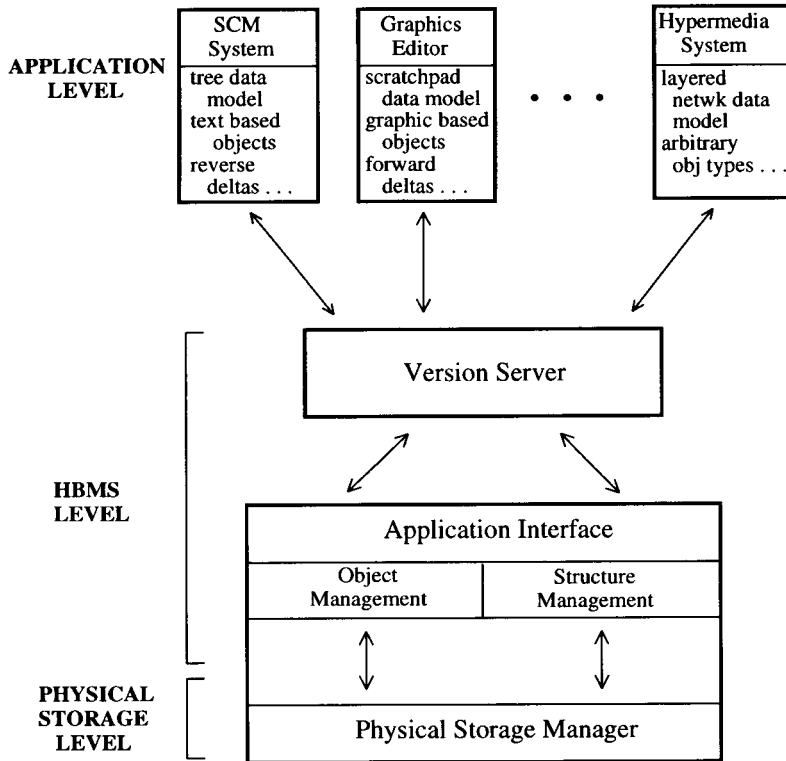 APPLICATION
LEVEL
SCM
System
tree data
model
text based
objects
reverse
deltas . . .
Graphics
Editor
scratchpad
data model
graphic based
objects
forward
deltas . . .
. . .
Hypermedia
System
layered
netwk data
model
arbitrary
obj types . . .
HBMS
LEVEL
Version Server
Application Interface
Object
Management
Structure
Management
PHYSICAL
STORAGE
LEVEL
Physical Storage Manager